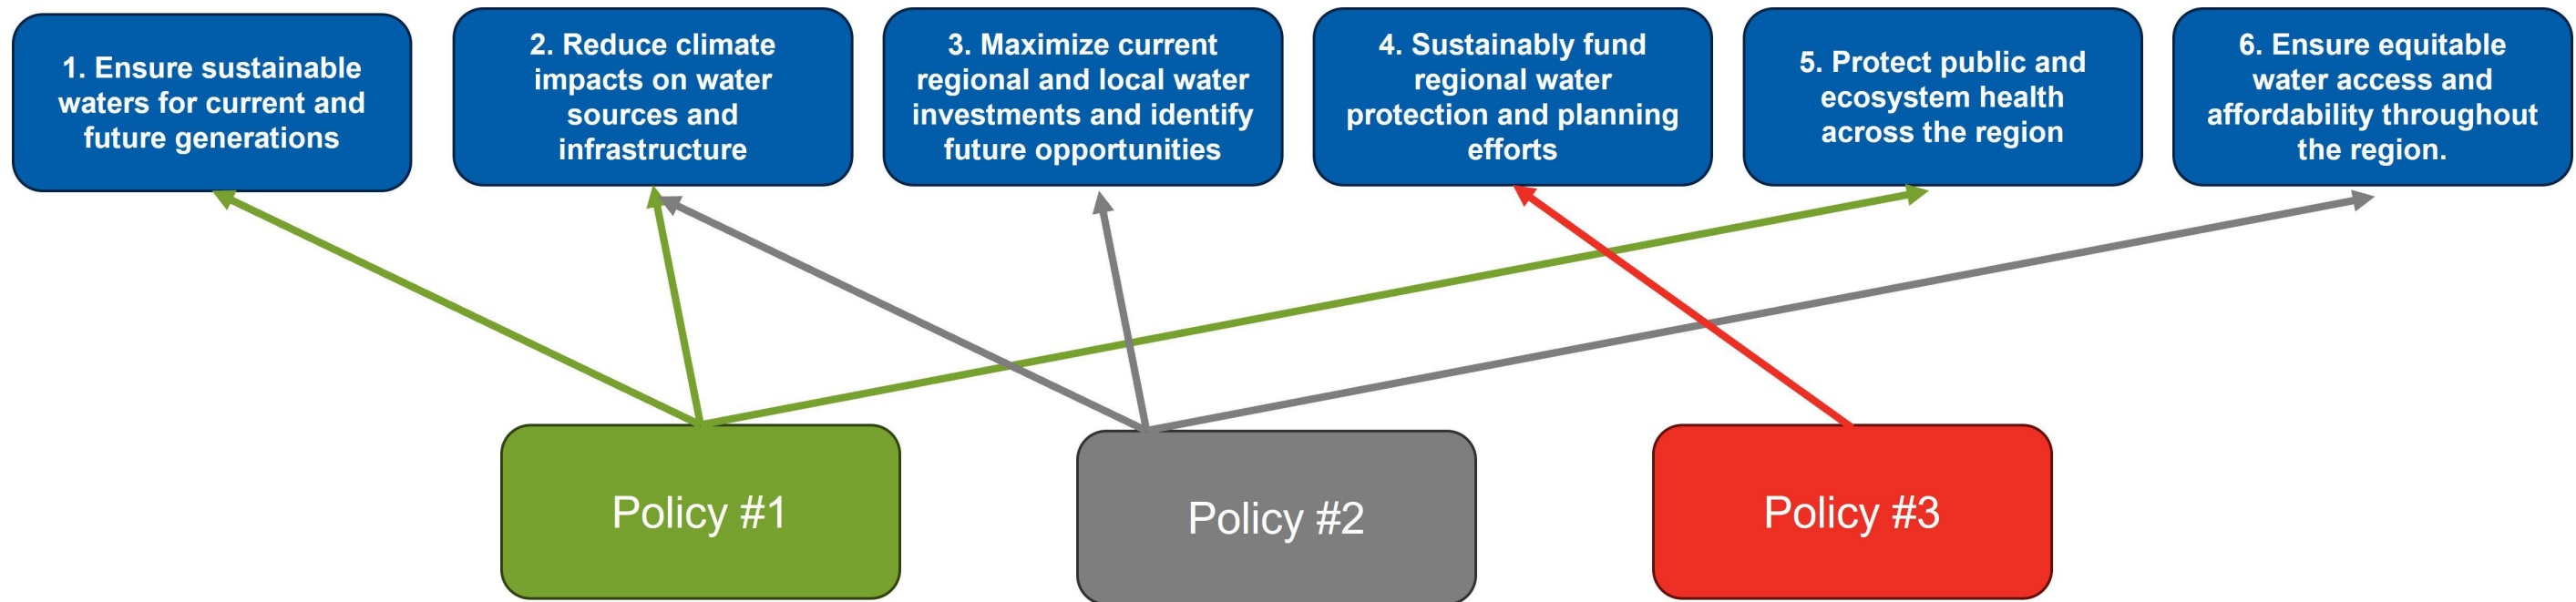 1. Ensure sustainable
waters for current and
future generations
2. Reduce climate
impacts on water
sources and
infrastructure
3. Maximize current
regional and local water
investments and identify
future opportunities
4. Sustainably fund
regional water
protection and planning
efforts
5. Protect public and
ecosystem health
across the region
6. Ensure equitable
water access and
affordability throughout
the region.
Policy #1
Policy #2
Policy #3